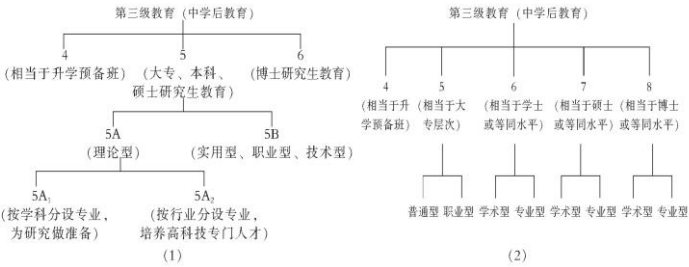 第三级教育（中学后教育）
4
5
6
（相当于升学预备班）
（大专、本科、
硕士研究生教育）
（博士研究生教育）
5A
（理论型）
5B
（实用型、职业型、技术型）
5A₁
（按学科分设专业，
为研究做准备）
5A₂
（按行业分设专业，
培养高科技专门人才）
（1）
第三级教育（中学后教育）
4
（相当于升
学预备班）
5
（相当于大
专层次）
6
（相当于学士
或等同水平）
7
（相当于硕士
或等同水平）
8
（相当于博士
或等同水平）
普通型 职业型
学术型 专业型
学术型 专业型
学术型 专业型
（2）